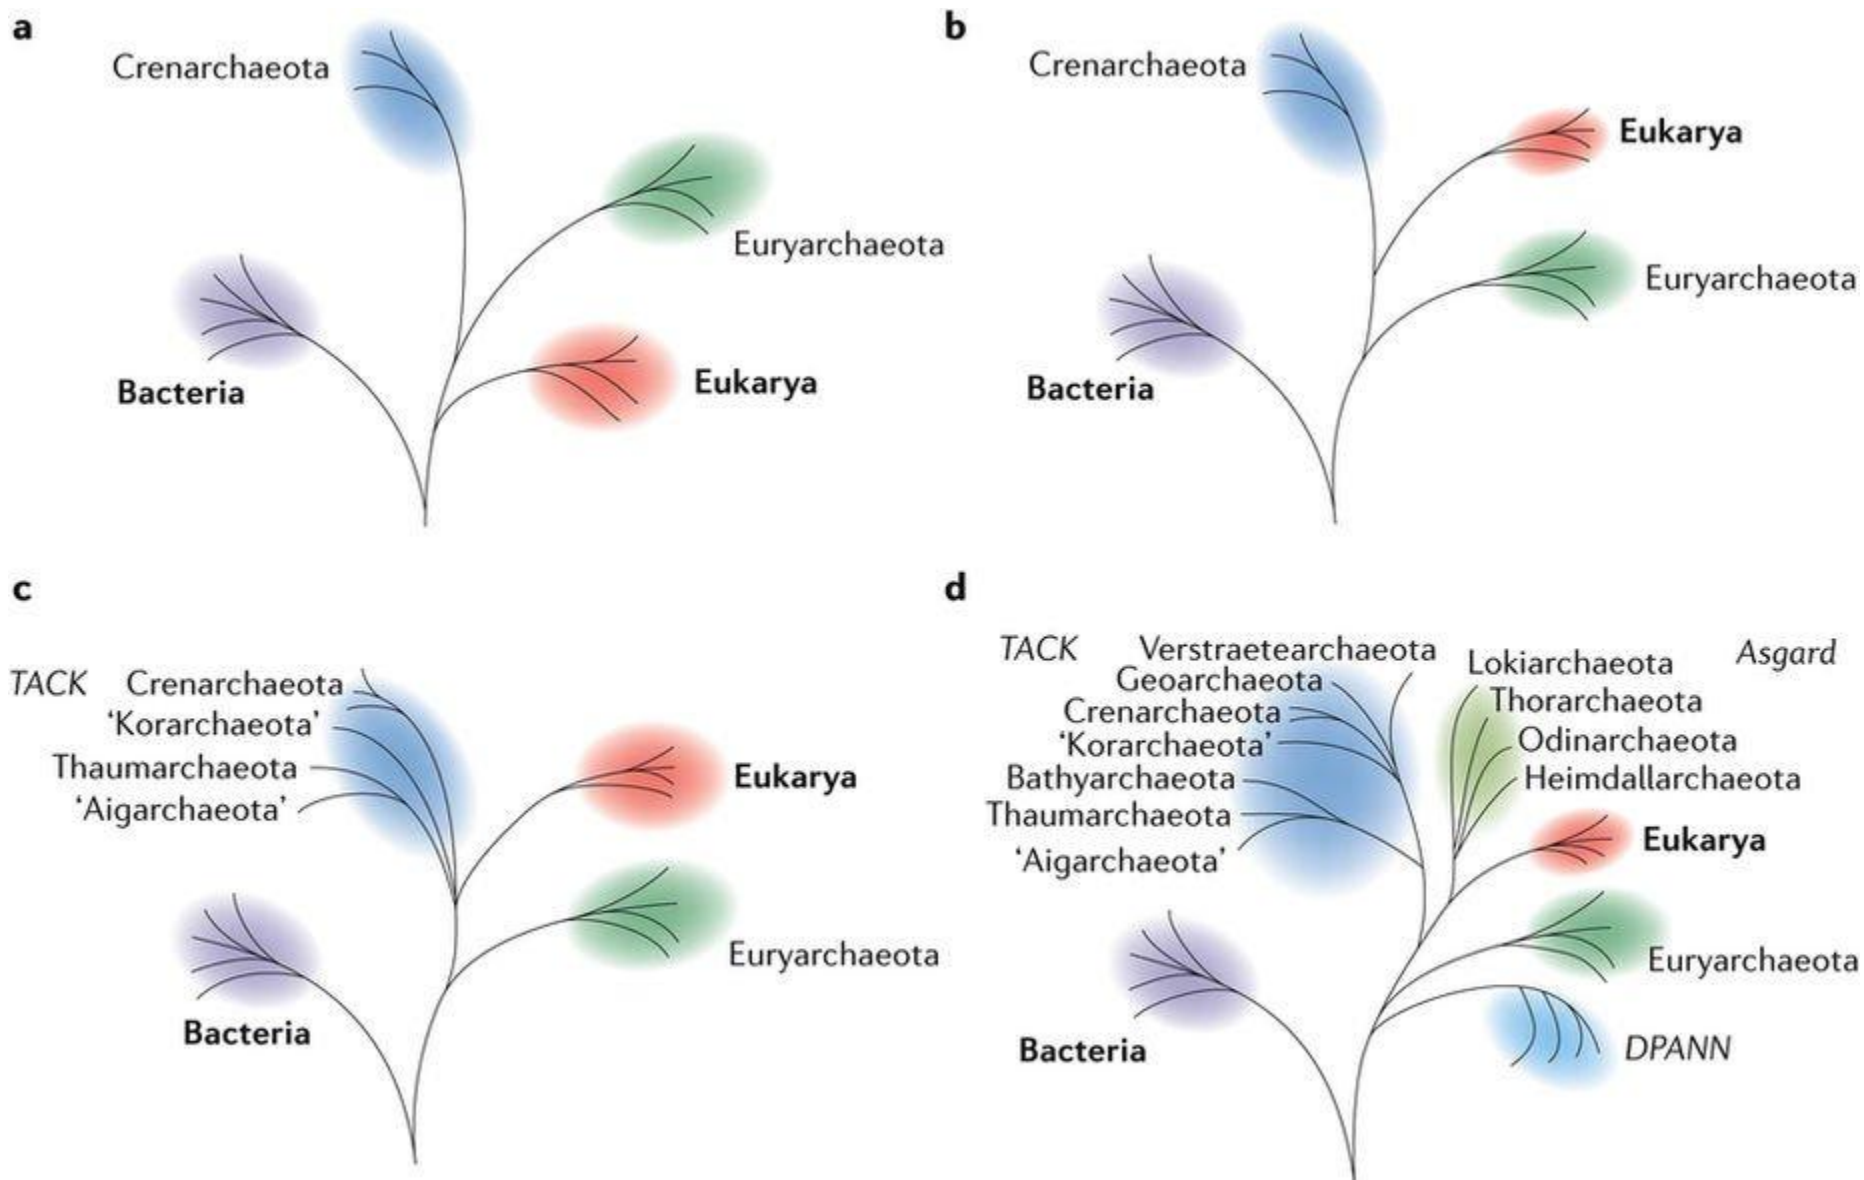 a
Crenarchaeota
Euryarchaeota
Bacteria
Eukarya
b
Crenarchaeota
Eukarya
Euryarchaeota
Bacteria
c
TACK
Crenarchaeota
‘Korarchaeota’
Thaumarchaeota
‘Aigarchaeota’
Eukarya
Euryarchaeota
Bacteria
d
TACK
Verstraetearchaeota
Geoarchaeota
Crenarchaeota
‘Korarchaeota’
Bathyarchaeota
Thaumarchaeota
‘Aigarchaeota’
Asgard
Lokiarchaeota
Thorarchaeota
Odinarchaeota
Heimdallarchaeota
Eukarya
Euryarchaeota
DPANN
Bacteria